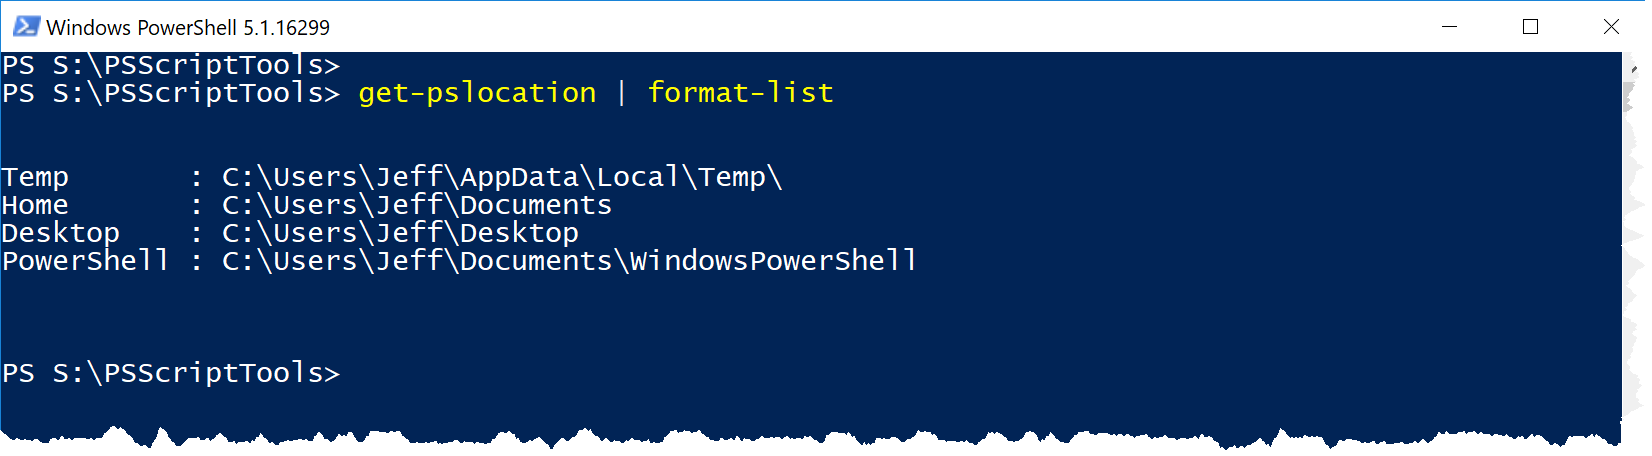 Windows PowerShell 5.1.16299
PS S:\PSScriptTools>
PS S:\PSScriptTools> get-pslocation | format-list
Temp       : C:\Users\Jeff\AppData\Local\Temp\
Home       : C:\Users\Jeff\Documents
Desktop    : C:\Users\Jeff\Desktop
PowerShell : C:\Users\Jeff\Documents\WindowsPowerShell
PS S:\PSScriptTools>